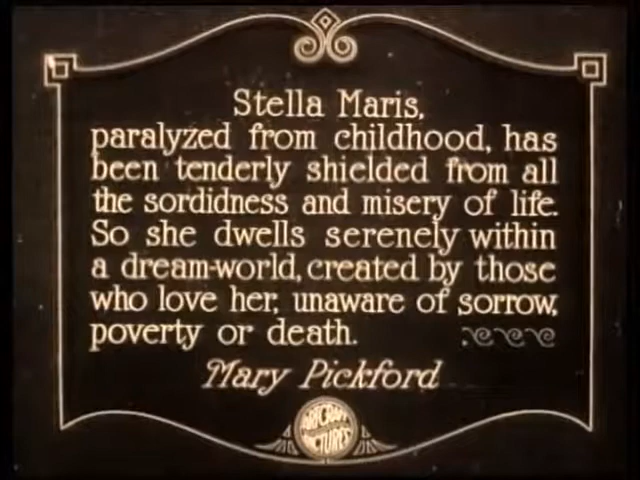 Stella Maris,
paralyzed from childhood, has
been tenderly shielded from all
the sordidness and misery of life.
So she dwells serenely within
a dream-world, created by those
who love her, unaware of sorrow,
poverty or death.
Mary Pickford
ARTCRAFT
PICTURES